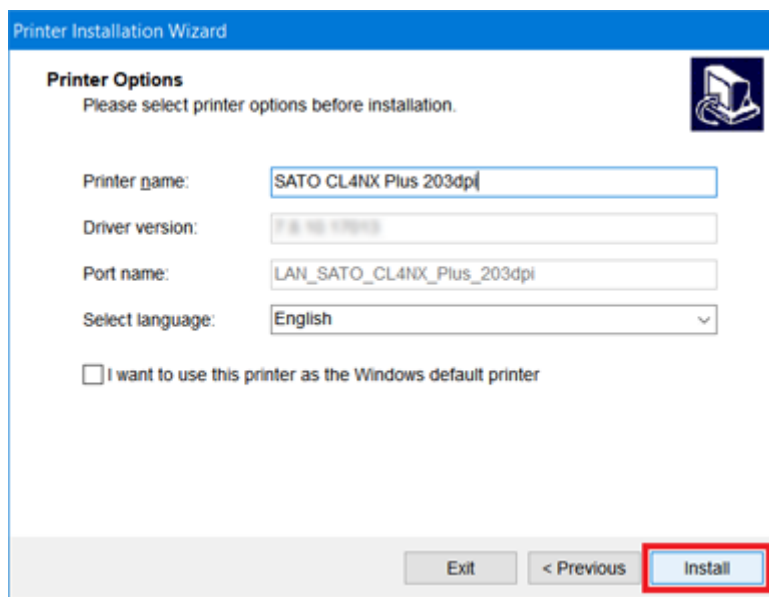 Printer Installation Wizard
Printer Options
Please select printer options before installation.
Printer name: SATO CL4NX Plus 203dpi
Driver version:
Port name: LAN_SATO_CL4NX_Plus_203dpi
Select language: English
I want to use this printer as the Windows default printer
Exit < Previous Install